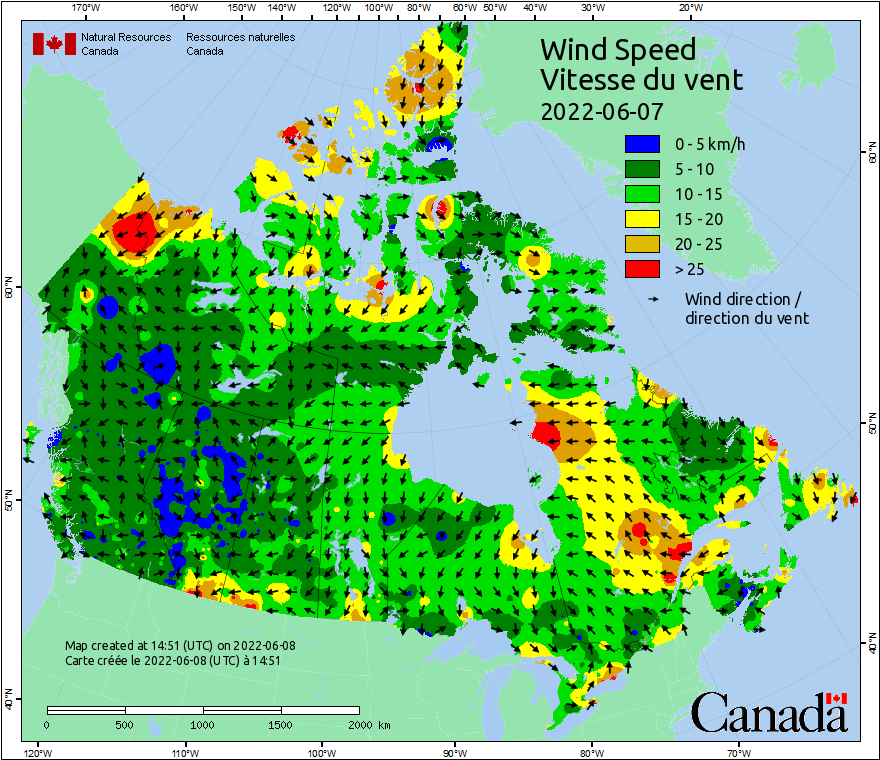 170°W 160°W 150°W 140°W 120°W 100°W 80°W 60°W 50°W 40°W 30°W 20°W
Natural Resources Canada
Ressources naturelles Canada
Wind Speed
Vitesse du vent
2022-06-07
0 - 5 km/h
5 - 10
10 - 15
15 - 20
20 - 25
> 25
Wind direction /
direction du vent
60°N
60°N
50°N
50°N
40°N
40°N
Map created at 14:51 (UTC) on 2022-06-08
Carte créée le 2022-06-08 (UTC) à 14:51
0 500 1000 1500 2000 km
Canada
120°W 110°W 100°W 90°W 80°W 70°W